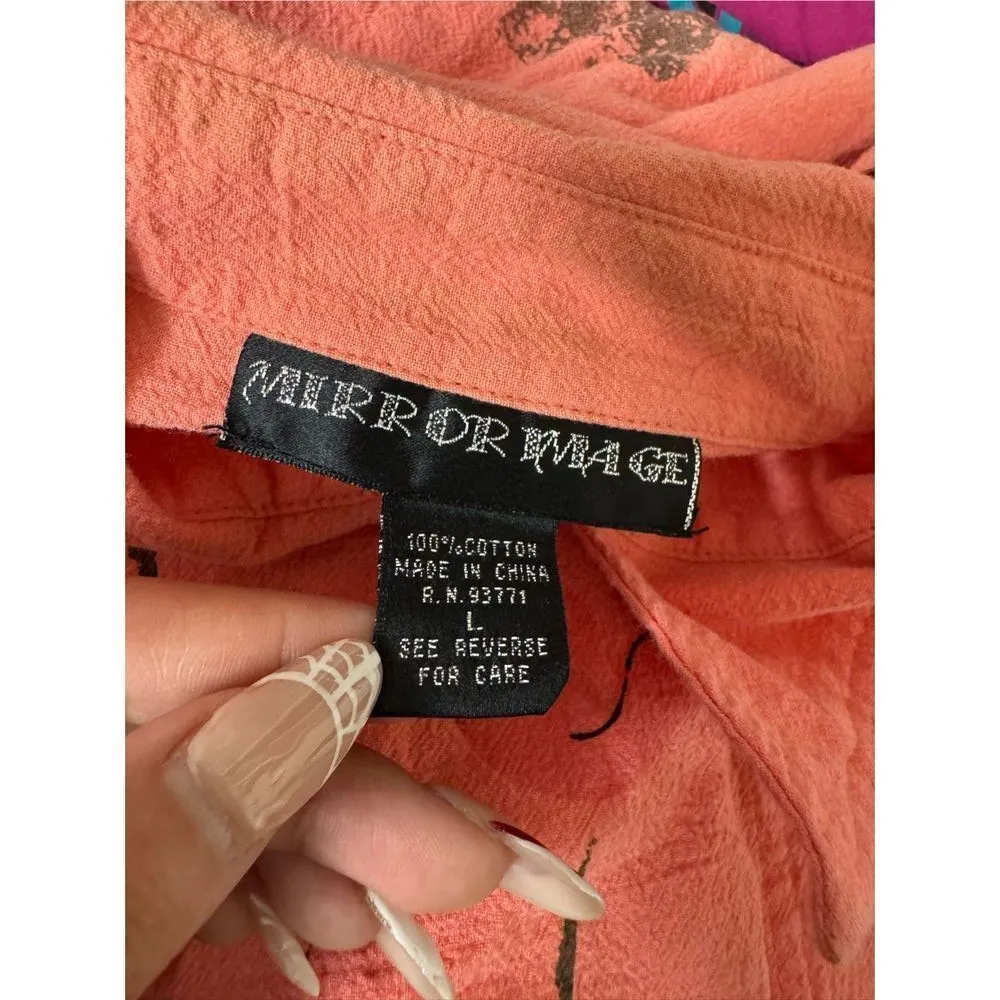 MIRROR IMAGE
100% COTTON
MADE IN CHINA
R.N.93771
L
SEE REVERSE
FOR CARE